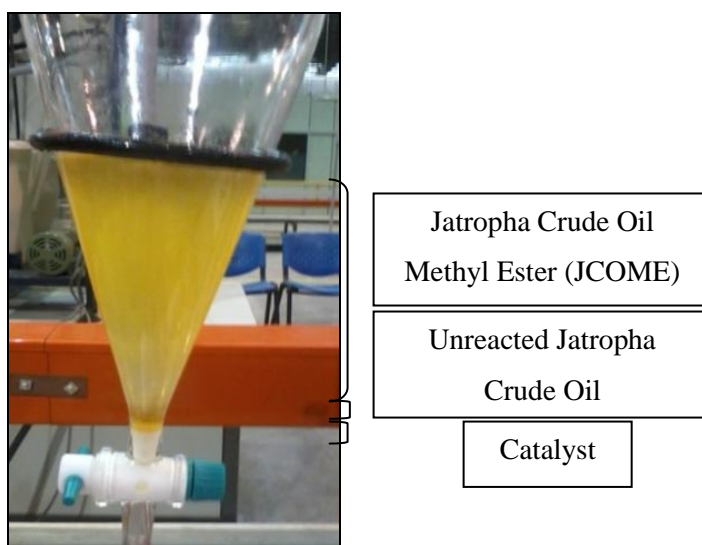 Jatropha Crude Oil
Methyl Ester (JCOME)
Unreacted Jatropha
Crude Oil
Catalyst